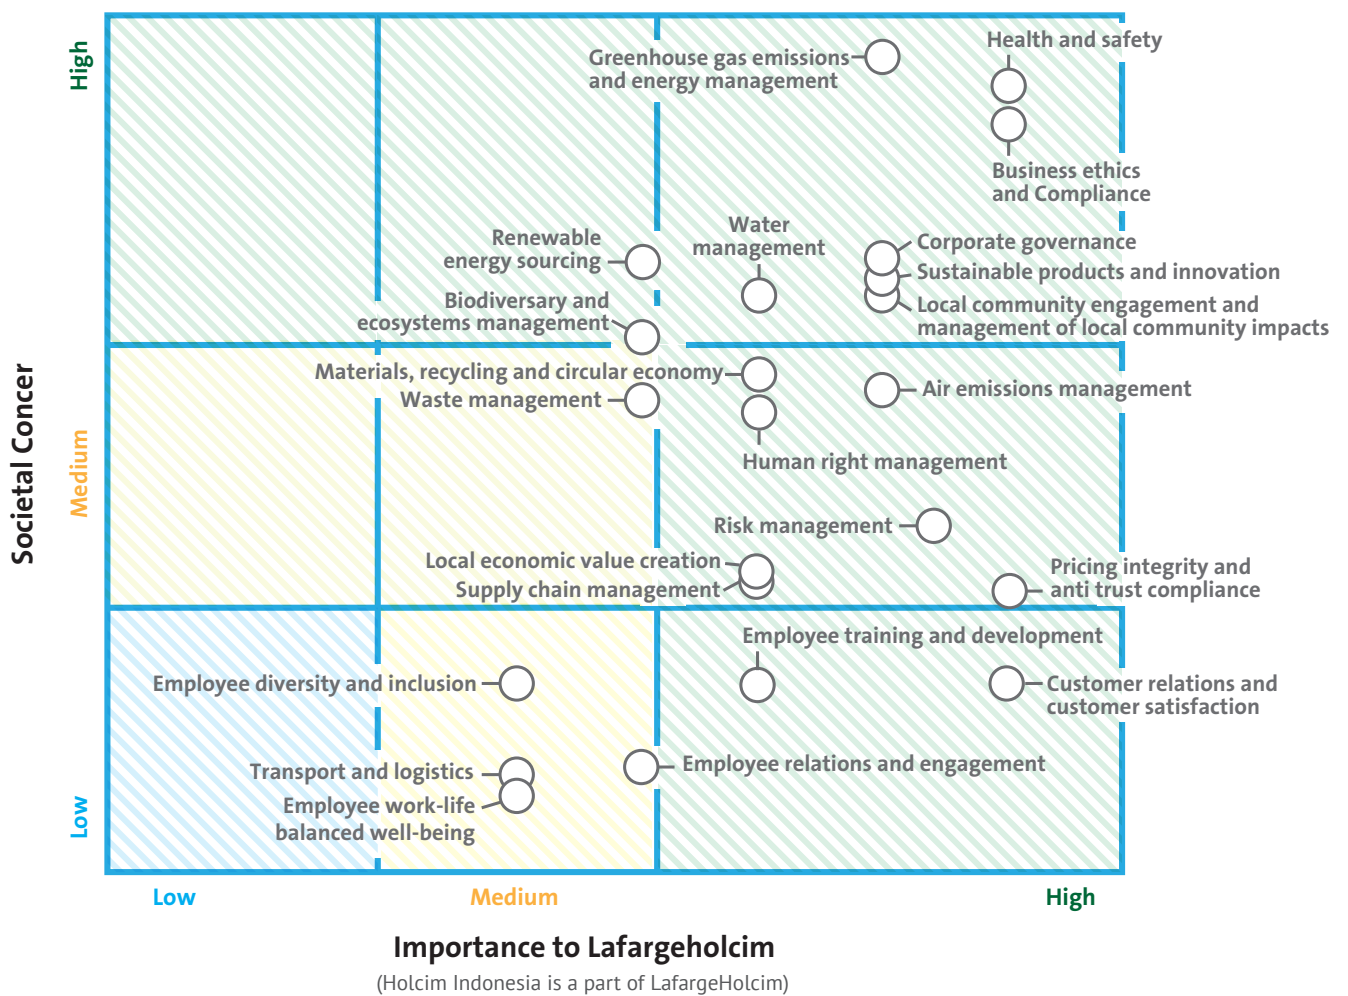 High
Medium
Low
Societal Concer
Health and safety
Greenhouse gas emissions
and energy management
Business ethics
and Compliance
Water
management
Renewable
energy sourcing
Corporate governance
Sustainable products and innovation
Local community engagement and
management of local community impacts
Biodiversary and
ecosystems management
Materials, recycling and circular economy
Waste management
Air emissions management
Human right management
Risk management
Local economic value creation
Supply chain management
Pricing integrity and
anti trust compliance
Employee training and development
Employee diversity and inclusion
Customer relations and
customer satisfaction
Transport and logistics
Employee relations and engagement
Employee work-life
balanced well-being
Low
Medium
High
Importance to Lafargeholcim
(Holcim Indonesia is a part of LafargeHolcim)